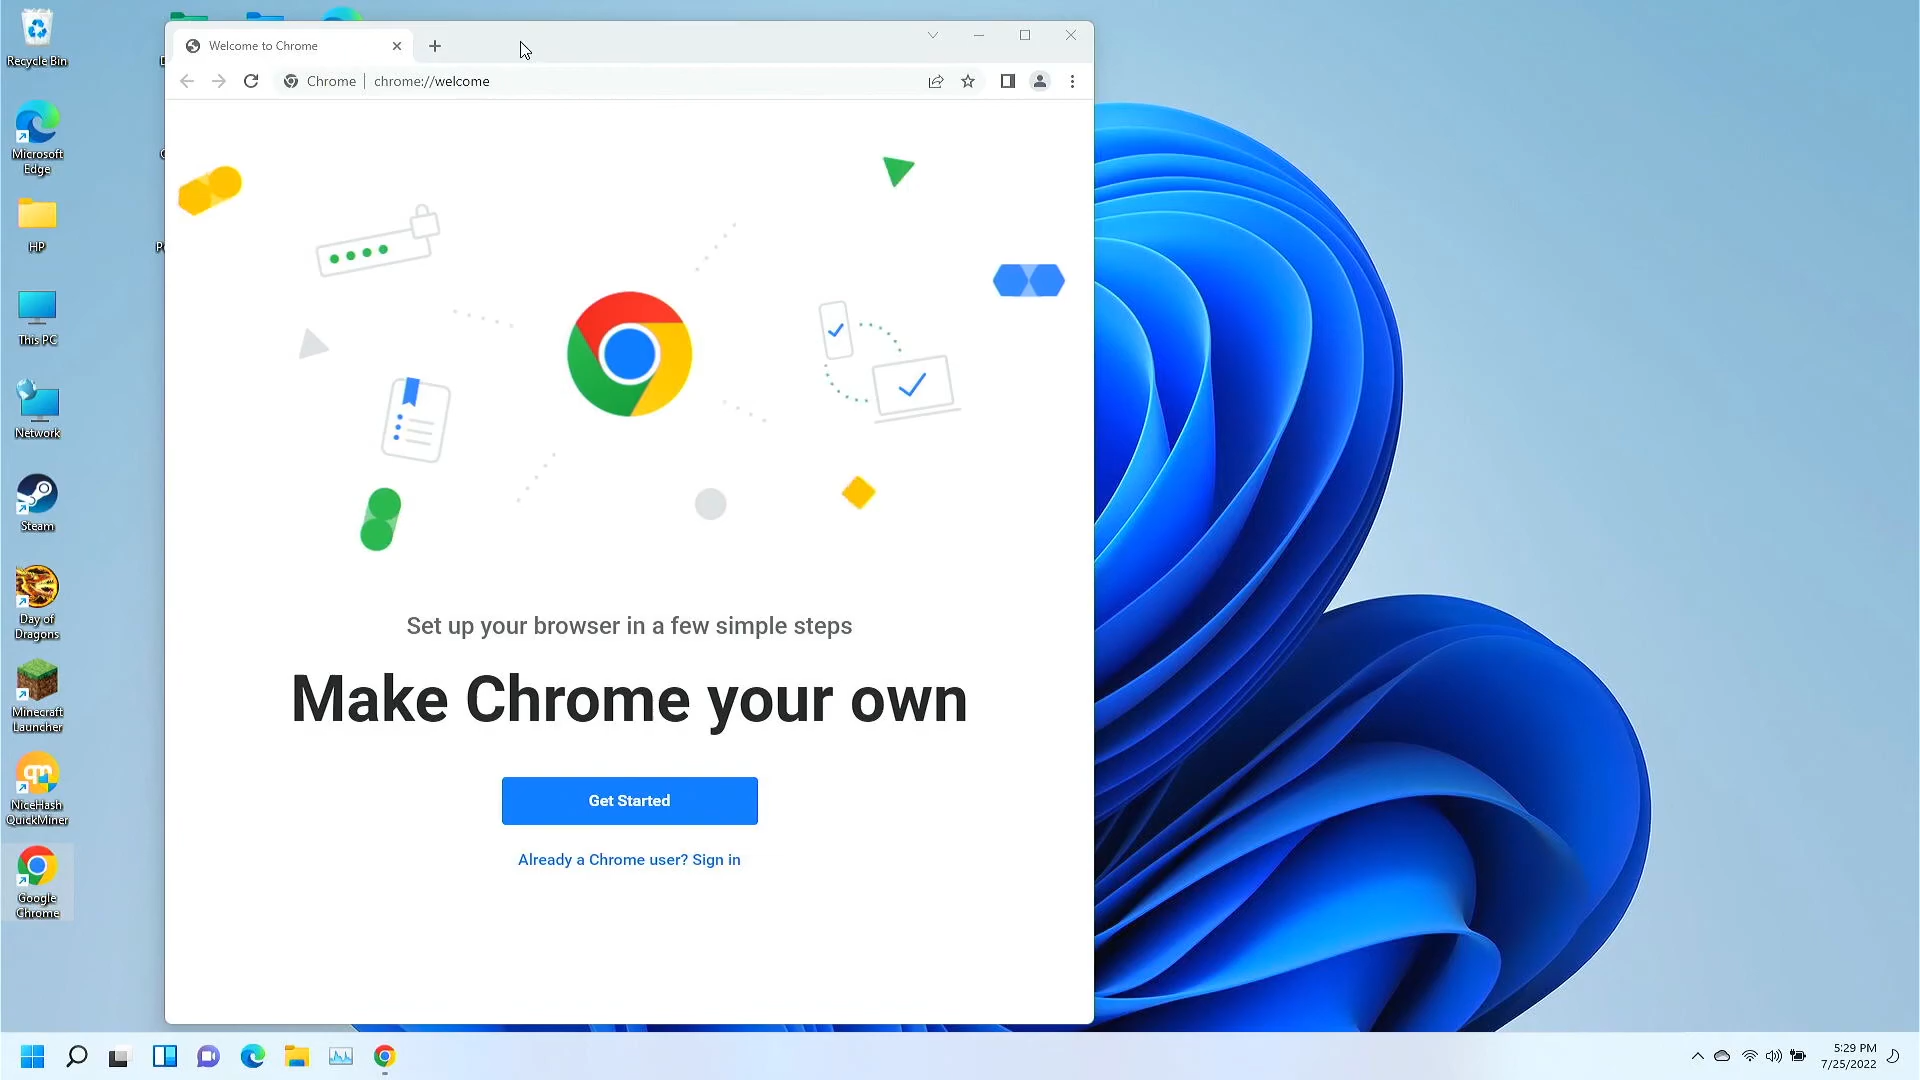 Recycle Bin
Microsoft
Edge
HP
This PC
Network
Steam
Day of
Dragons
Minecraft
Launcher
NiceHash
QuickMiner
Google
Chrome
Welcome to Chrome
Chrome
chrome://welcome
Set up your browser in a few simple steps
Make Chrome your own
Get Started
Already a Chrome user? Sign in
5:29 PM
7/25/2022